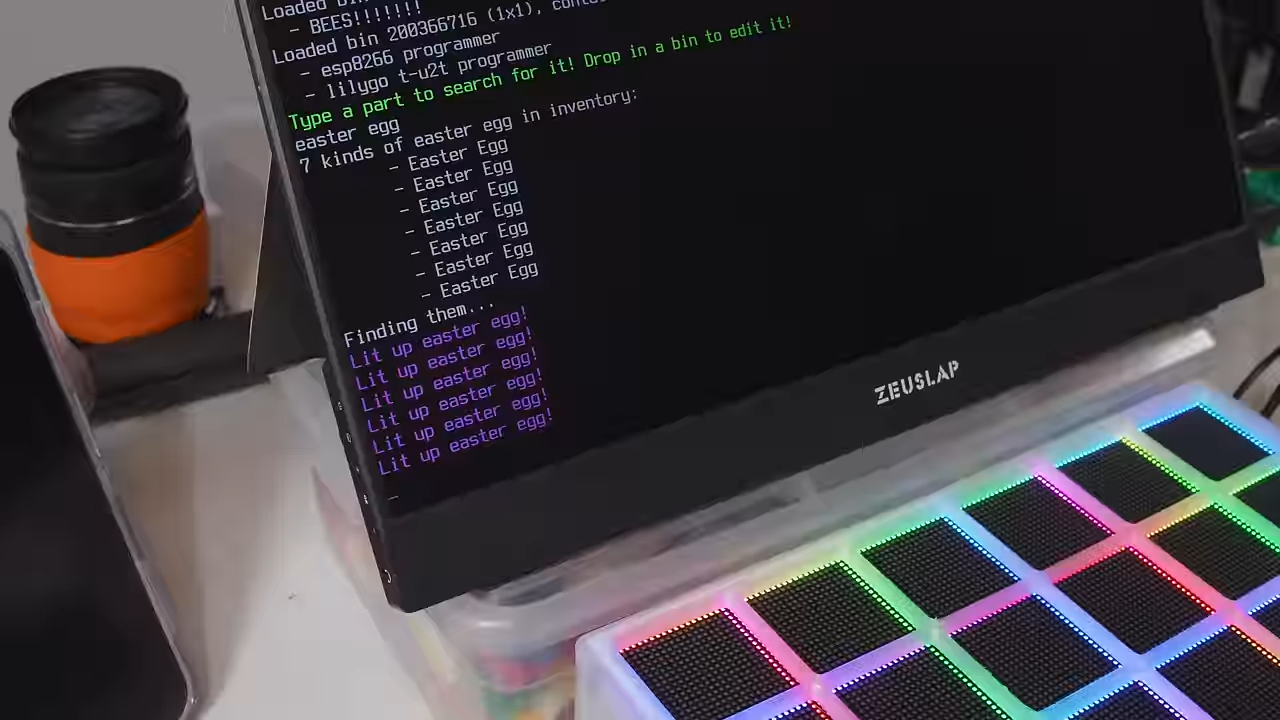 Loaded bin
- BEES!!!!!!!
Loaded bin 200366716 (1x1),
- esp8266 programmer
- lilygo t-u2t programmer
Type a part to search for it! Drop in a bin to edit it!
easter egg
7 kinds of easter egg in inventory:
- Easter Egg
- Easter Egg
- Easter Egg
- Easter Egg
- Easter Egg
- Easter Egg
- Easter Egg
Finding them...
Lit up easter egg!
Lit up easter egg!
Lit up easter egg!
Lit up easter egg!
Lit up easter egg!
Lit up easter egg!
ZEUSLAP